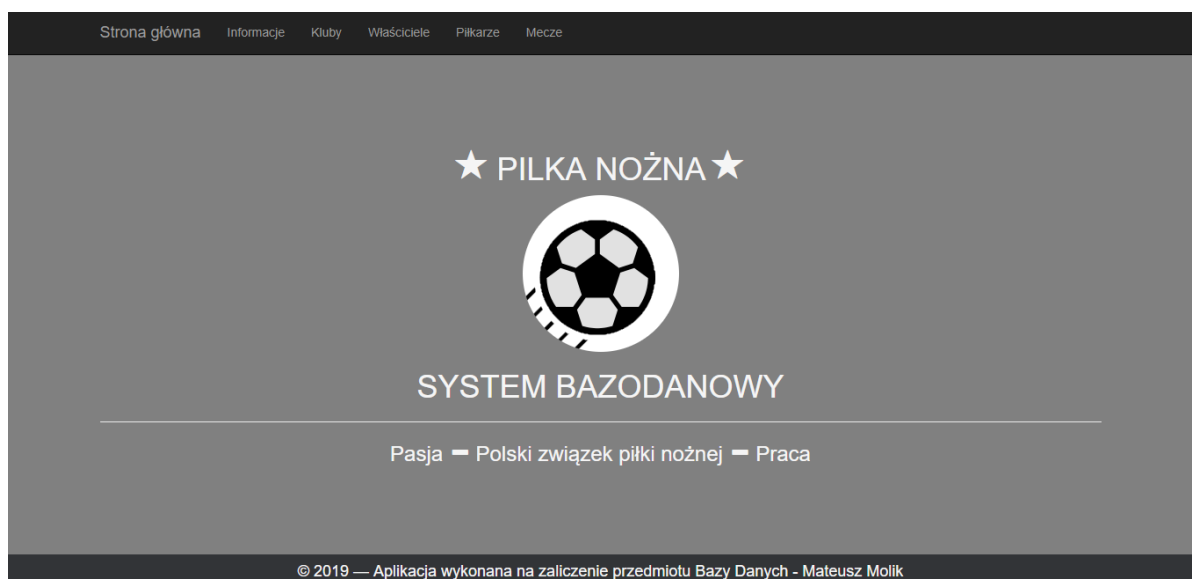 Strona główna Informacje Kluby Właściciele Piłkarze Mecze
★ PILKA NOŻNA ★
SYSTEM BAZODANOWY
Pasja – Polski związek piłki nożnej – Praca
© 2019 — Aplikacja wykonana na zaliczenie przedmiotu Bazy Danych - Mateusz Molik